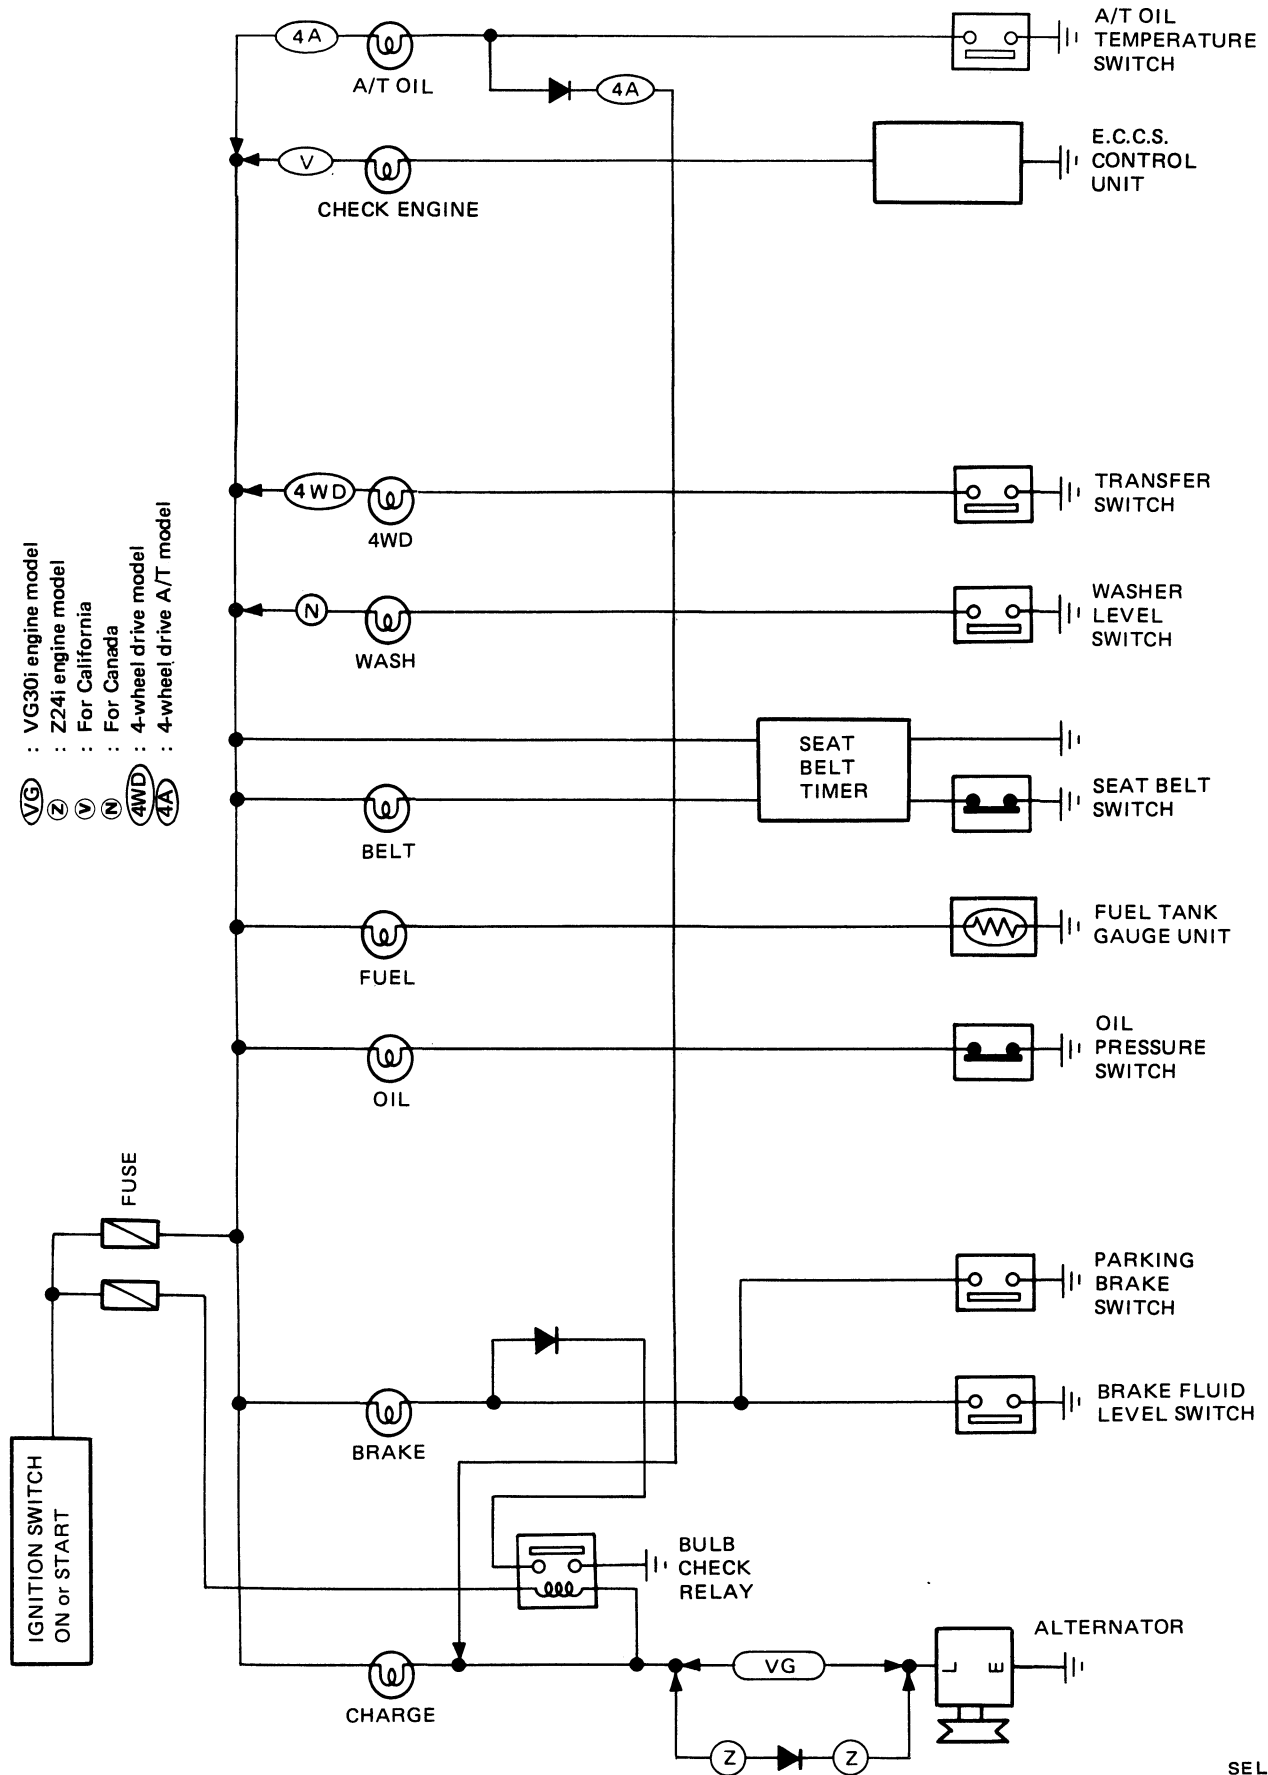 4A
A/T OIL
4A
A/T OIL
TEMPERATURE
SWITCH
V
CHECK ENGINE
E.C.C.S.
CONTROL
UNIT
4WD
4WD
TRANSFER
SWITCH
N
WASH
WASHER
LEVEL
SWITCH
VG : VG30i engine model
Z : Z24i engine model
V : For California
N : For Canada
4WD : 4-wheel drive model
4A : 4-wheel drive A/T model
SEAT
BELT
TIMER
BELT
SEAT BELT
SWITCH
FUEL
FUEL TANK
GAUGE UNIT
OIL
OIL
PRESSURE
SWITCH
FUSE
PARKING
BRAKE
SWITCH
BRAKE
BRAKE FLUID
LEVEL SWITCH
IGNITION SWITCH
ON or START
BULB
CHECK
RELAY
CHARGE
VG
L
E
ALTERNATOR
Z
Z
SEL